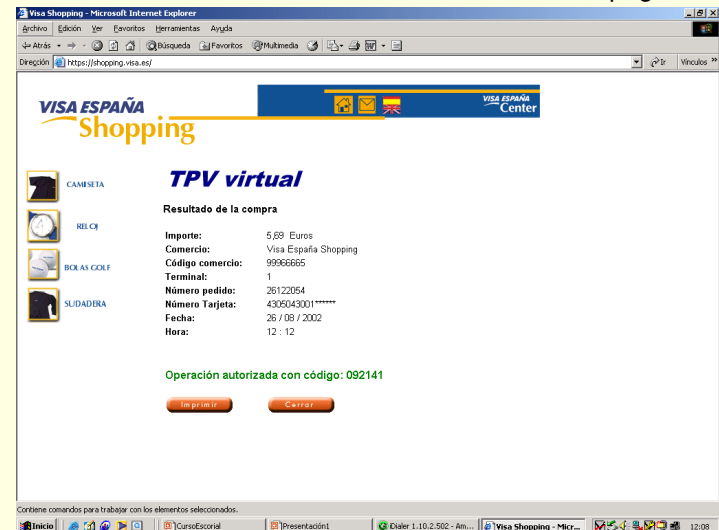 Visa Shopping - Microsoft Internet Explorer
Archivo Edición Ver Favoritos Herramientas Ayuda
Atrás Búsqueda Favoritos Multimedia
Dirección https://shopping.visa.es/ Ir Vínculos »
VISA ESPAÑA
Shopping
VISA ESPAÑA
Center
TPV virtual
CAMISETA
RELOJ
BOLAS GOLF
SUDADERA
Resultado de la compra
Importe: 5,69 Euros
Comercio: Visa España Shopping
Código comercio: 99966665
Terminal: 1
Número pedido: 26122054
Número Tarjeta: 4305043001******
Fecha: 26 / 08 / 2002
Hora: 12 : 12
Operación autorizada con código: 092141
Imprimir Cerrar
Contiene comandos para trabajar con los elementos seleccionados.
Inicio CursoEscorial Presentación1 iDialer 1.10.2.502 - Am... Visa Shopping - Micr... 12:08